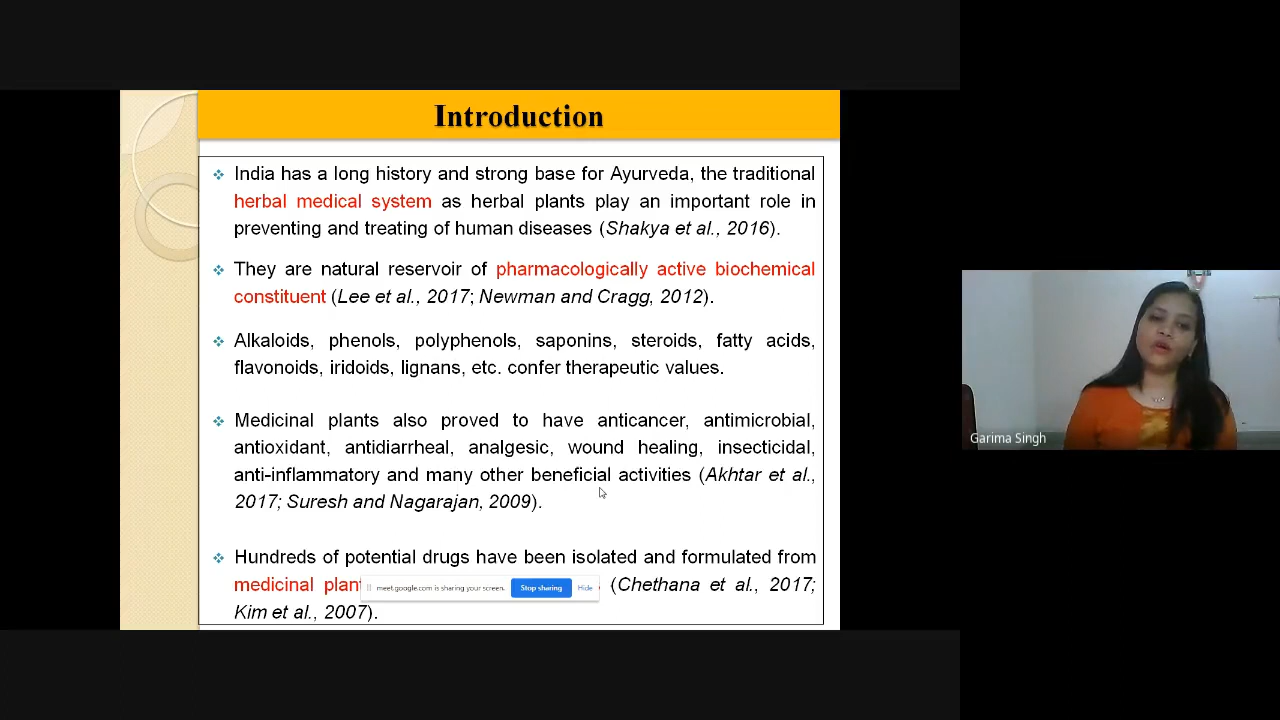 Introduction
India has a long history and strong base for Ayurveda, the traditional
herbal medical system as herbal plants play an important role in
preventing and treating of human diseases (Shakya et al., 2016).
They are natural reservoir of pharmacologically active biochemical
constituent (Lee et al., 2017; Newman and Cragg, 2012).
Alkaloids, phenols, polyphenols, saponins, steroids, fatty acids,
flavonoids, iridoids, lignans, etc. confer therapeutic values.
Medicinal plants also proved to have anticancer, antimicrobial,
antioxidant, antidiarrheal, analgesic, wound healing, insecticidal,
anti-inflammatory and many other beneficial activities (Akhtar et al.,
2017; Suresh and Nagarajan, 2009).
Hundreds of potential drugs have been isolated and formulated from
medicinal (Chethana et al., 2017;
Kim et al., 2007).
meet.google.com is sharing your screen. Stop sharing Hide
Garima Singh